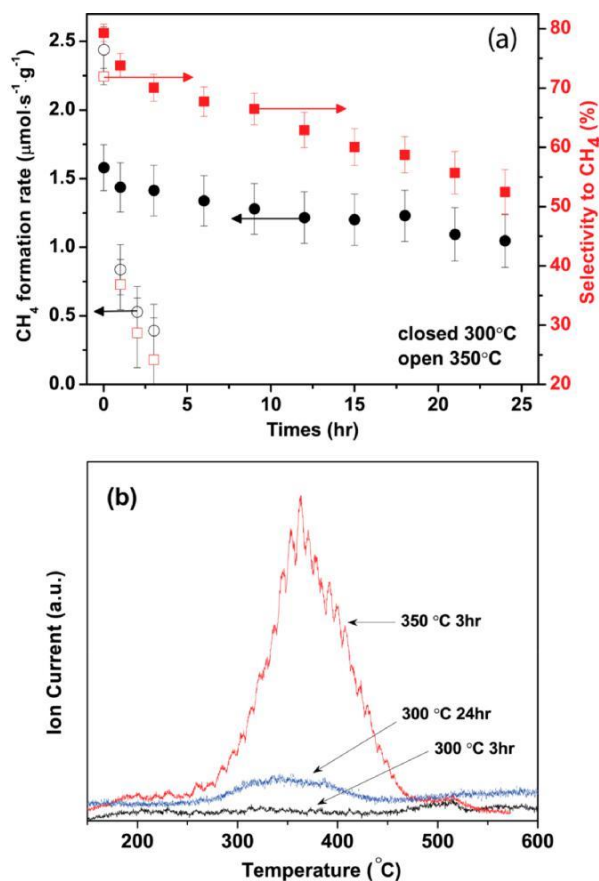 (a)
CH₄ formation rate (μmol·s⁻¹·g⁻¹)
2.5
2.0
1.5
1.0
0.5
0.0
80
70
60
50
40
30
20
Selectivity to CH₄ (%)
closed 300°C
open 350°C
0 5 10 15 20 25
Times (hr)
(b)
Ion Current (a.u.)
350 °C 3hr
300 °C 24hr
300 °C 3hr
200 300 400 500 600
Temperature (°C)